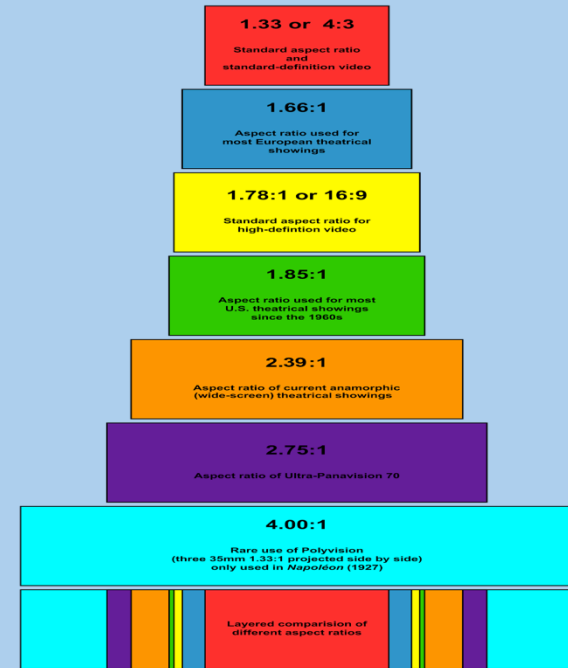 1.33 or 4:3
Standard aspect ratio
and
standard-definition video
1.66:1
Aspect ratio used for
most European theatrical
showings
1.78:1 or 16:9
Standard aspect ratio for
high-defintion video
1.85:1
Aspect ratio used for most
U.S. theatrical showings
since the 1960s
2.39:1
Aspect ratio of current anamorphic
(wide-screen) theatrical showings
2.75:1
Aspect ratio of Ultra-Panavision 70
4.00:1
Rare use of Polyvision
(three 35mm 1.33:1 projected side by side)
only used in Napoléon (1927)
Layered comparision of
different aspect ratios